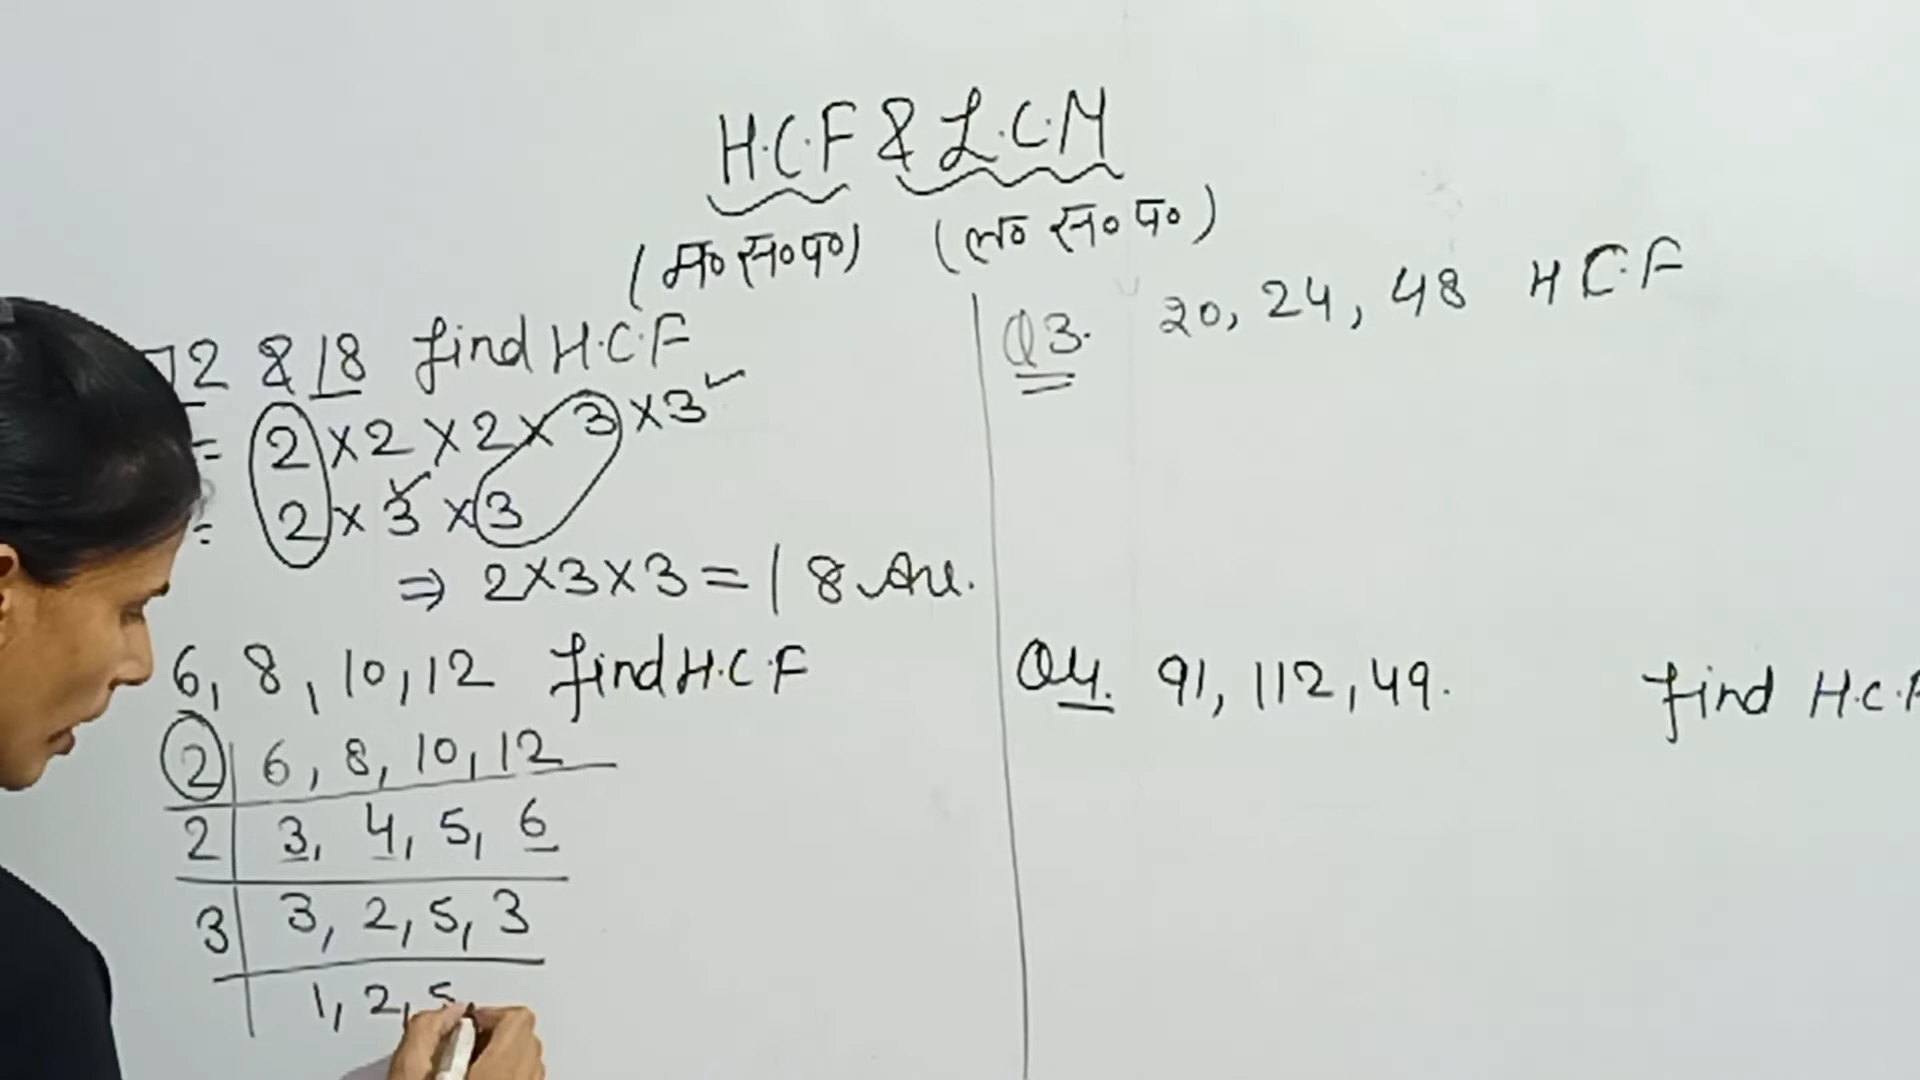 H.C.F & L.C.M
(म० स० प०) (ल० स० प०)
72 & 18 find H.C.F
= 2 × 2 × 2 × 3 × 3
= 2 × 3 × 3
⇒ 2×3×3 = 18 Ans.
6, 8, 10, 12 find H.C.F
2 | 6, 8, 10, 12
2 | 3, 4, 5, 6
3 | 3, 2, 5, 3
1, 2, 5
Q3. 20, 24, 48 H C.F
Q4. 91, 112, 49. find H.C.F